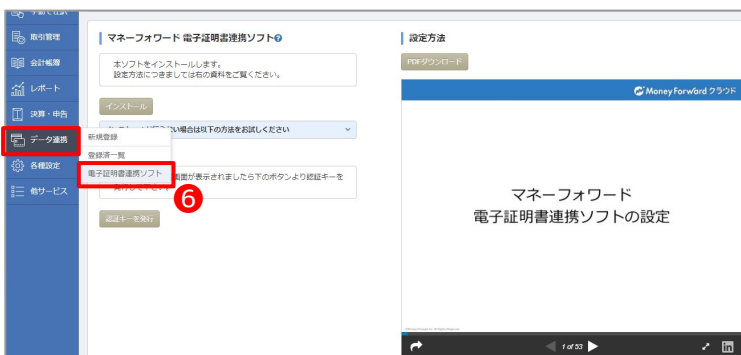 取引管理
会計帳簿
レポート
決算・申告
データ連携
各種設定
他サービス
マネーフォワード 電子証明書連携ソフト
本ソフトをインストールします。
設定方法につきましては右の資料をご覧ください。
インストール
い場合は以下の方法をお試しください
新規登録
登録済一覧
電子証明書連携ソフト
画面が表示されましたら下のボタンより認証キーを
発行して下さい
6
認証キーを発行
設定方法
PDFダウンロード
Money Forward クラウド
マネーフォワード
電子証明書連携ソフトの設定
1 of 53
in